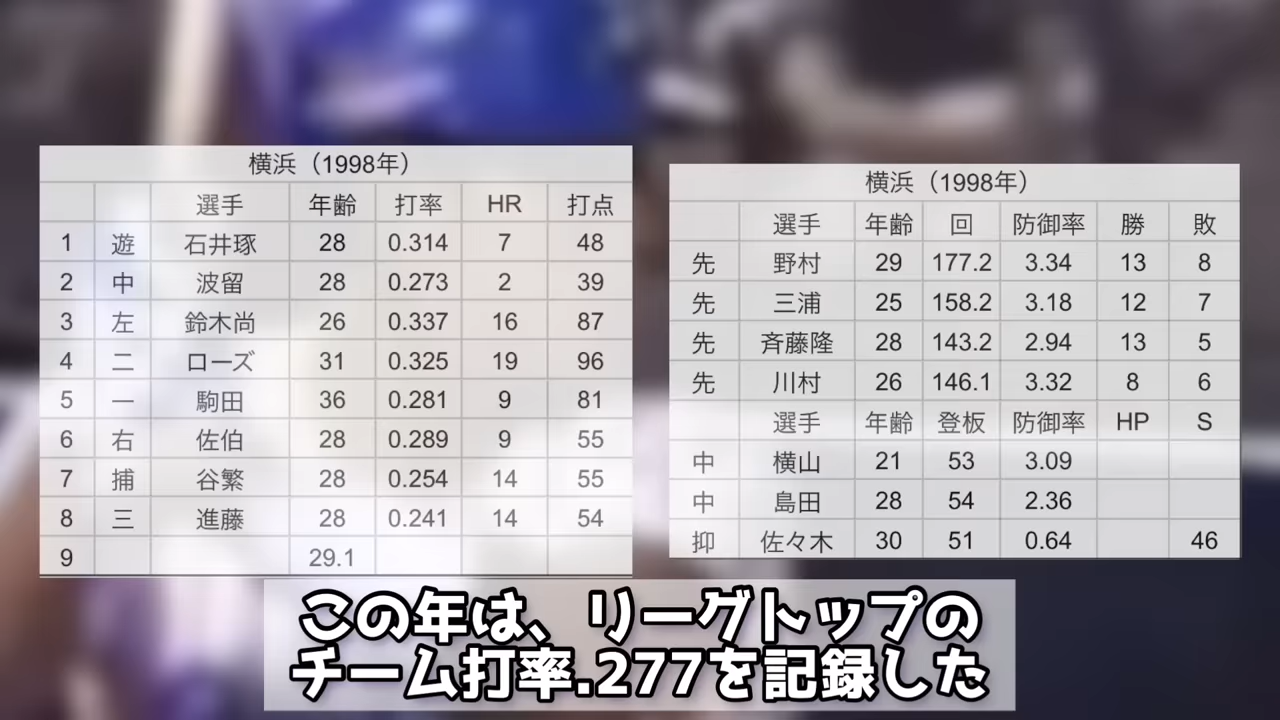 横浜（1998年）
選手 年齢 打率 HR 打点
1 遊 石井琢 28 0.314 7 48
2 中 波留 28 0.273 2 39
3 左 鈴木尚 26 0.337 16 87
4 二 ローズ 31 0.325 19 96
5 一 駒田 36 0.281 9 81
6 右 佐伯 28 0.289 9 55
7 捕 谷繁 28 0.254 14 55
8 三 進藤 28 0.241 14 54
9 29.1
横浜（1998年）
選手 年齢 回 防御率 勝 敗
先 野村 29 177.2 3.34 13 8
先 三浦 25 158.2 3.18 12 7
先 斉藤隆 28 143.2 2.94 13 5
先 川村 26 146.1 3.32 8 6
選手 年齢 登板 防御率 HP S
中 横山 21 53 3.09
中 島田 28 54 2.36
抑 佐々木 30 51 0.64 46
この年は、リーグトップの
チーム打率.277を記録した